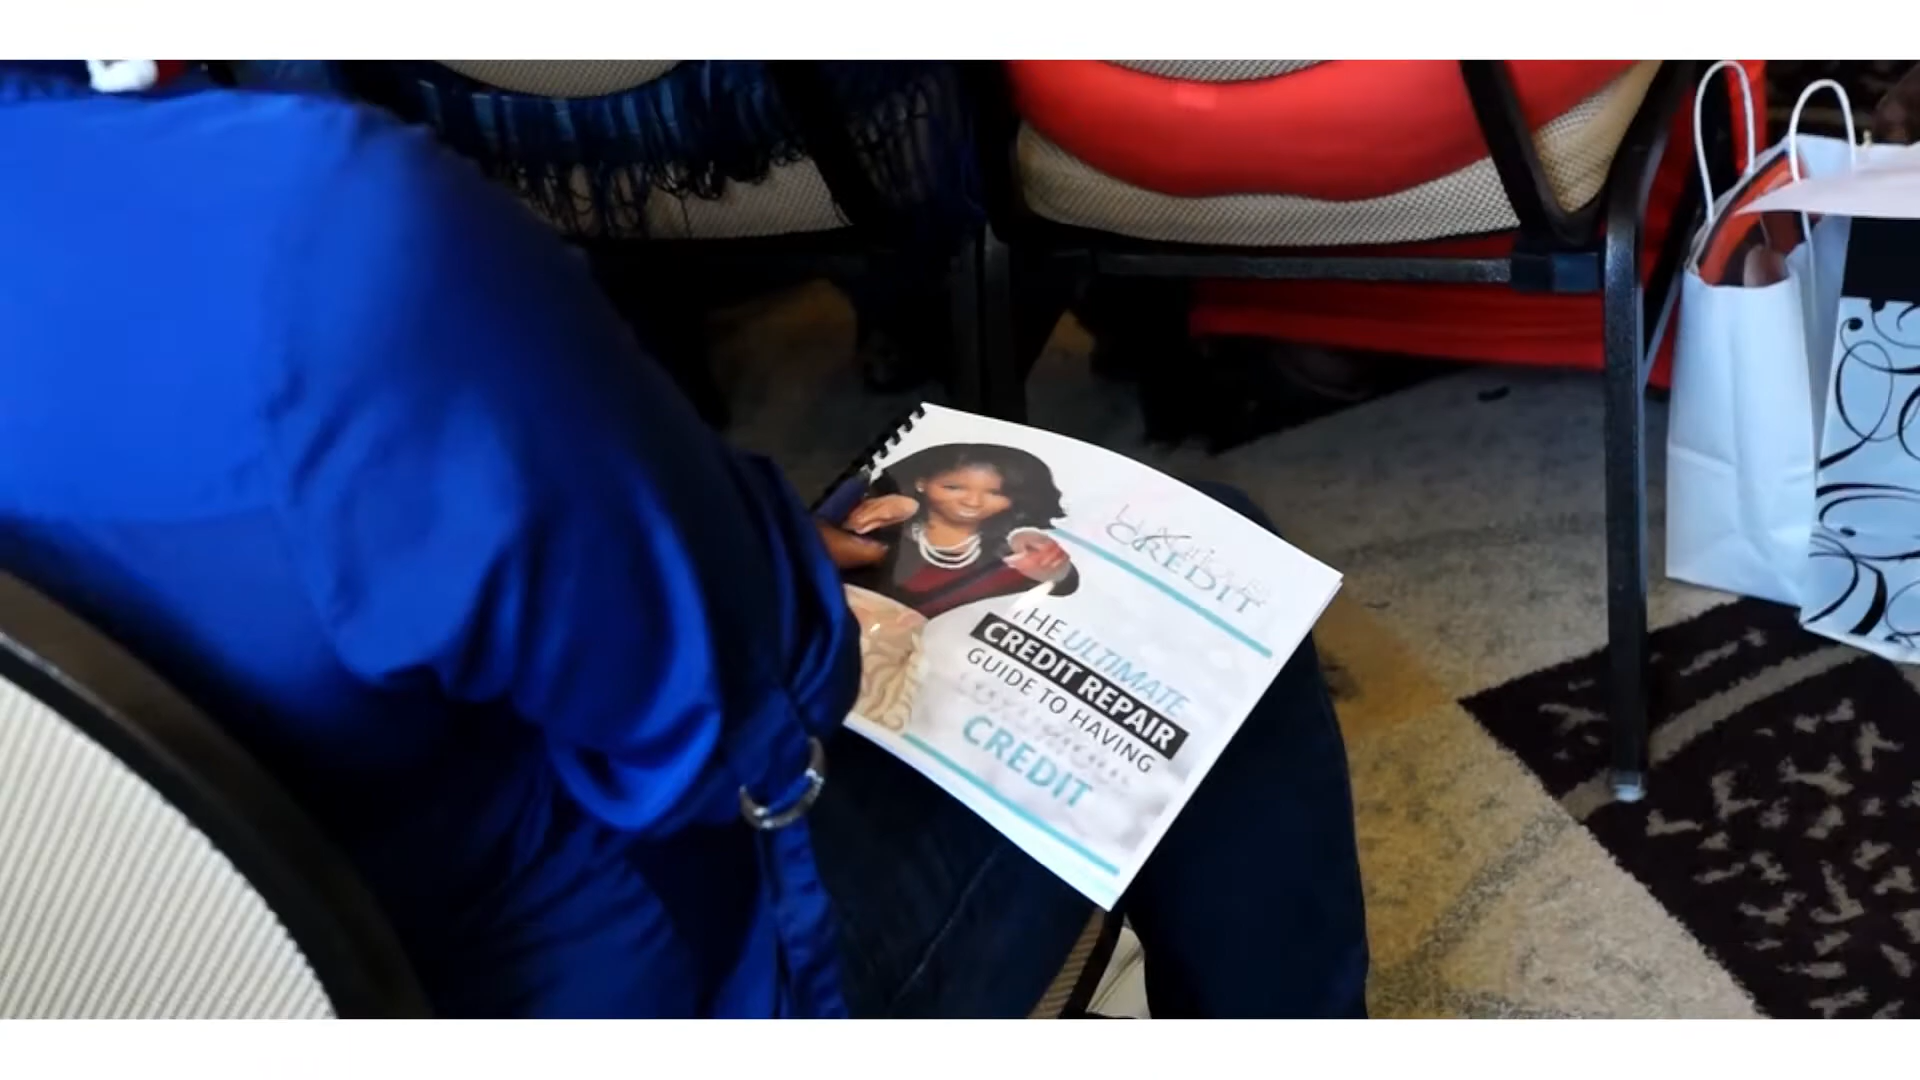 CREDIT
THE ULTIMATE
CREDIT REPAIR
GUIDE TO HAVING
CREDIT